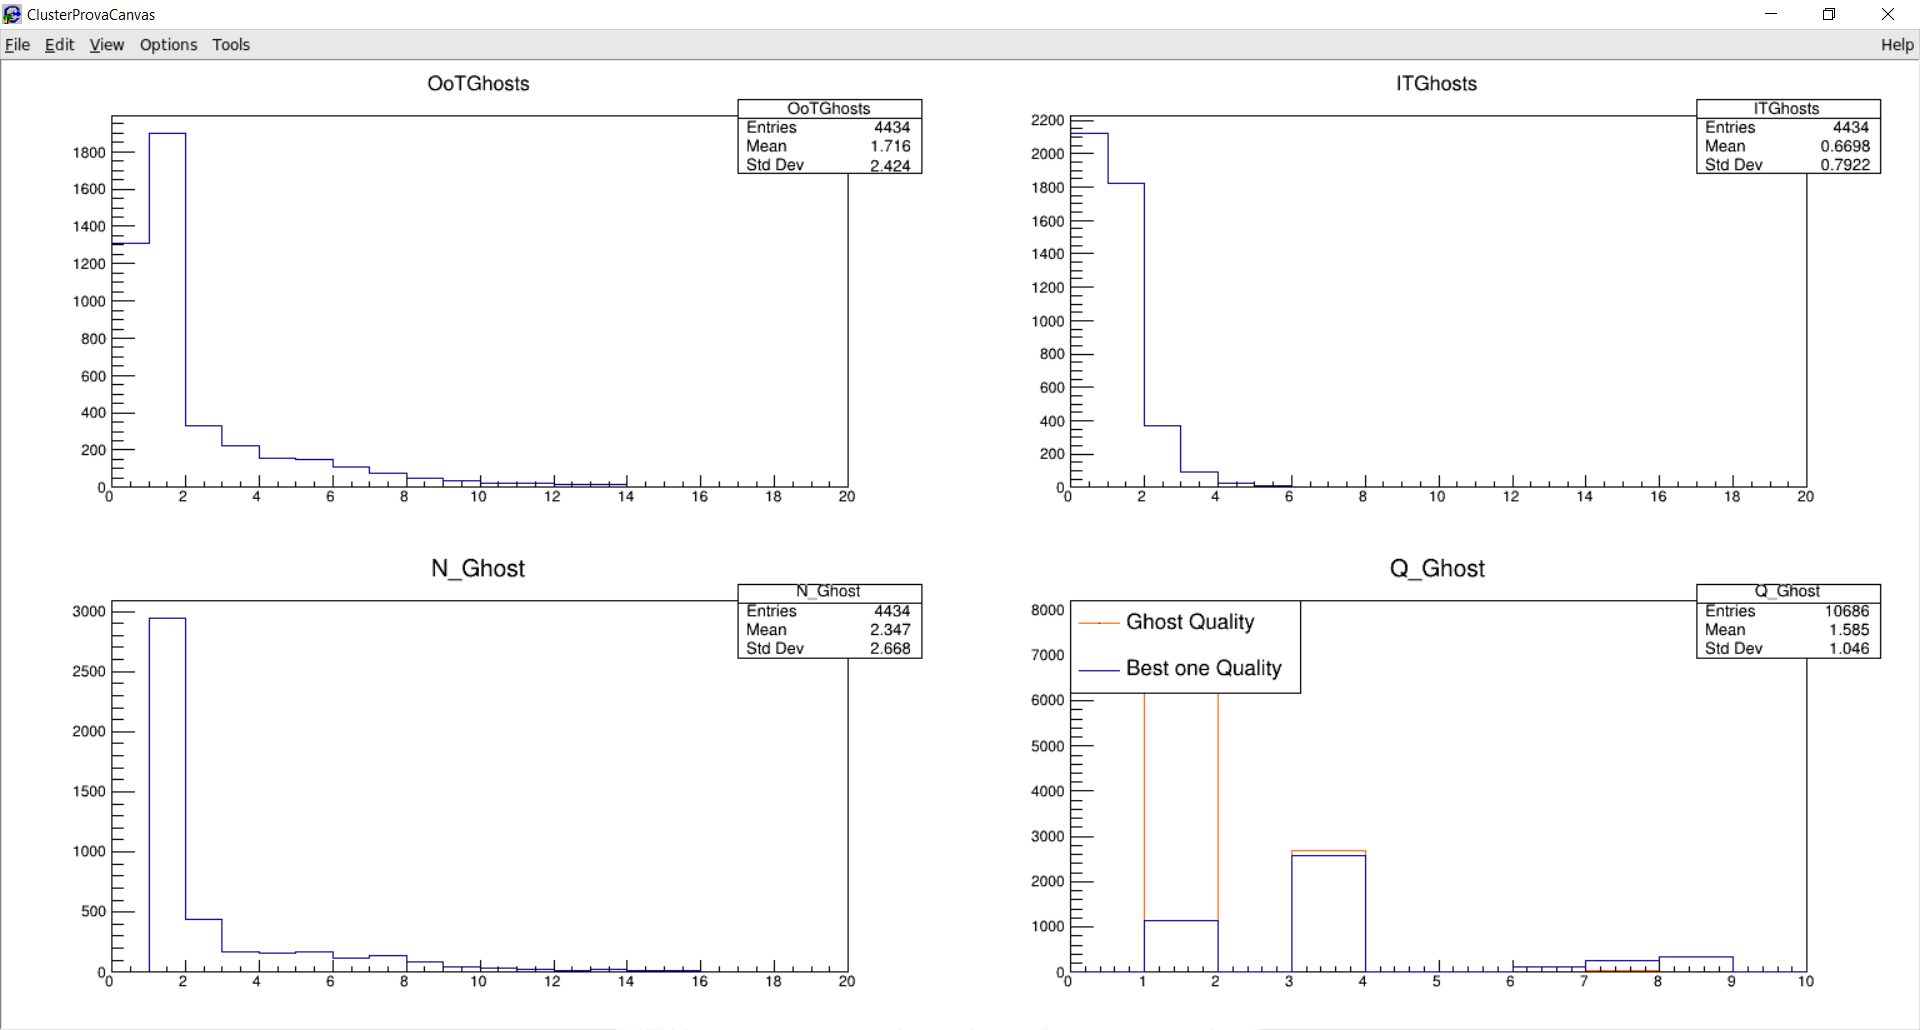 ClusterProvaCanvas
File Edit View Options Tools Help
OoTGhosts
OoTGhosts
Entries 4434
Mean 1.716
Std Dev 2.424
1800
1600
1400
1200
1000
800
600
400
200
0
0 2 4 6 8 10 12 14 16 18 20
ITGhosts
ITGhosts
Entries 4434
Mean 0.6698
Std Dev 0.7922
2200
2000
1800
1600
1400
1200
1000
800
600
400
200
0
0 2 4 6 8 10 12 14 16 18 20
N_Ghost
N_Ghost
Entries 4434
Mean 2.347
Std Dev 2.668
3000
2500
2000
1500
1000
500
0
0 2 4 6 8 10 12 14 16 18 20
Q_Ghost
Q_Ghost
Entries 10686
Mean 1.585
Std Dev 1.046
Ghost Quality
Best one Quality
8000
7000
6000
5000
4000
3000
2000
1000
0
0 1 2 3 4 5 6 7 8 9 10